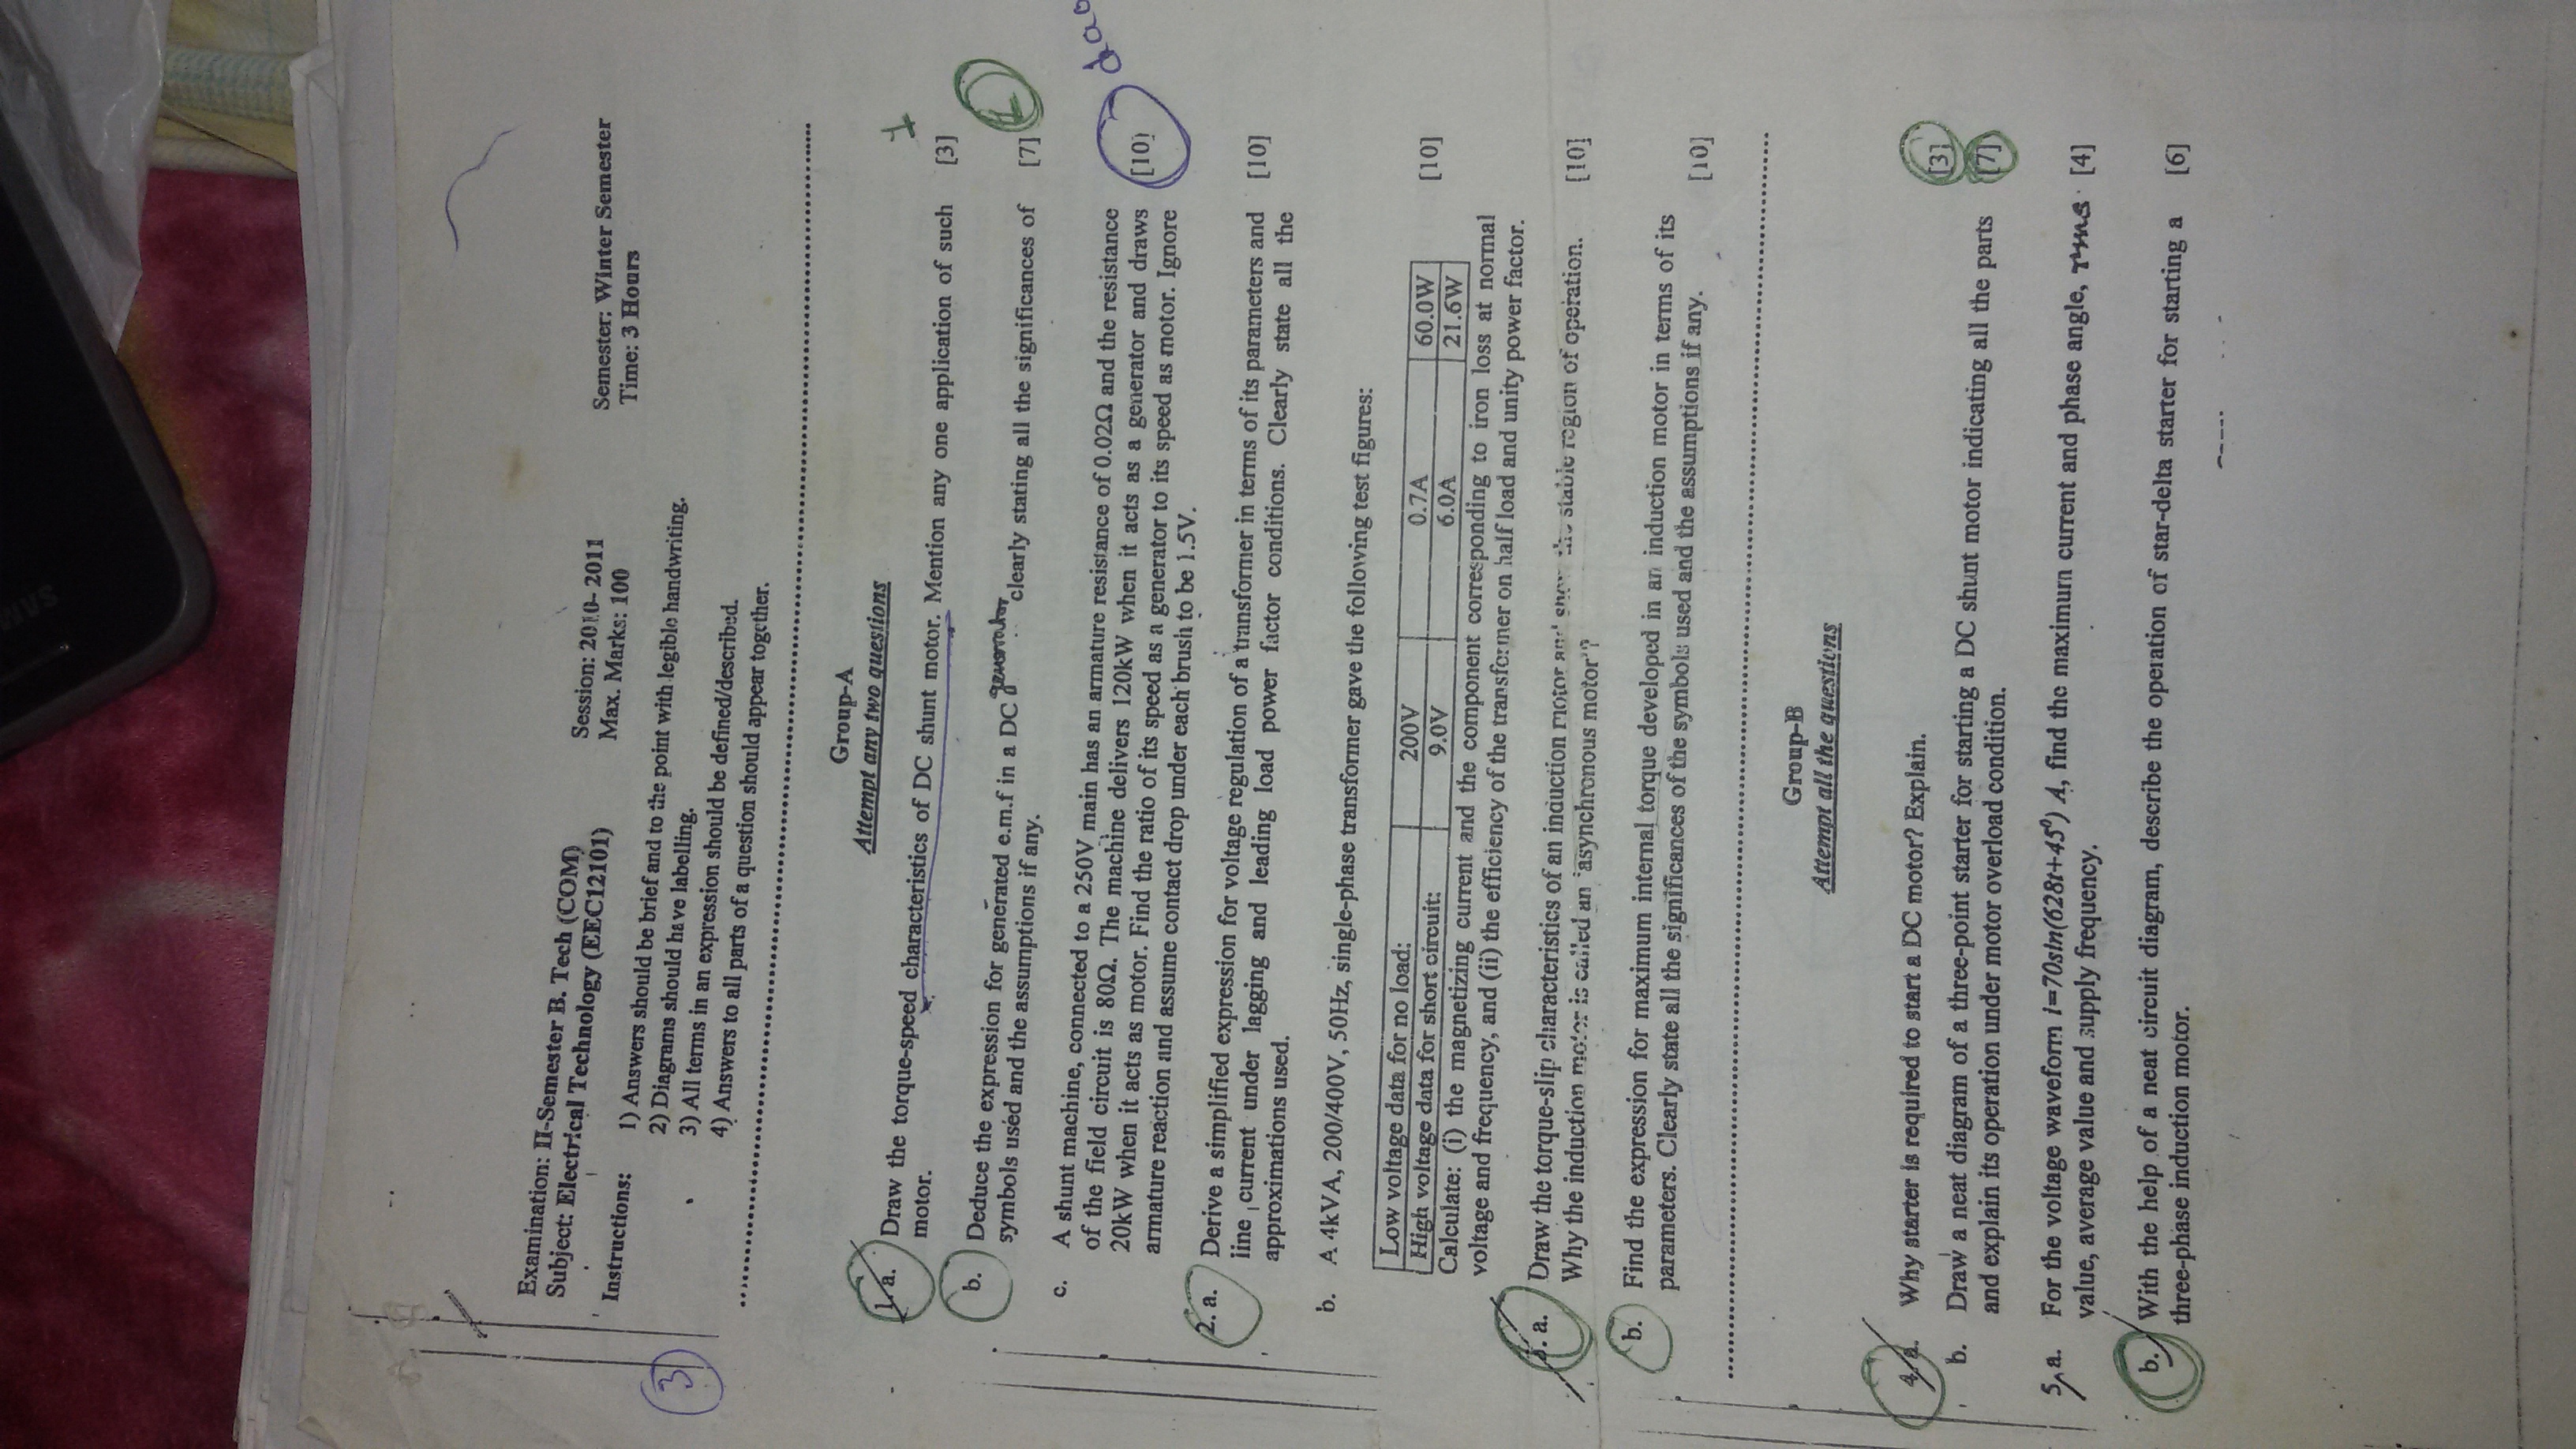 SAMSUNG
Examination: II-Semester B. Tech (COM)
Subject: Electrical Technology (EEC12101)
Session: 2010- 2011
Max. Marks: 100
Semester: Winter Semester
Time: 3 Hours
Instructions:
1) Answers should be brief and to the point with legible handwriting.
2) Diagrams should have labelling.
3) All terms in an expression should be defined/described.
4) Answers to all parts of a question should appear together.
3
Group-A
Attempt any two questions
1. a. Draw the torque-speed characteristics of DC shunt motor. Mention any one application of such [3]
motor.
b. Deduce the expression for generated e.m.f in a DC generator clearly stating all the significances of [7]
symbols used and the assumptions if any.
c. A shunt machine, connected to a 250V main has an armature resistance of 0.02Ω and the resistance
of the field circuit is 80Ω. The machine delivers 120kW when it acts as a generator and draws [10]
20kW when it acts as motor. Find the ratio of its speed as a generator to its speed as motor. Ignore
armature reaction and assume contact drop under each brush to be 1.5V.
2. a. Derive a simplified expression for voltage regulation of a transformer in terms of its parameters and [10]
line current under lagging and leading load power factor conditions. Clearly state all the
approximations used.
b. A 4kVA, 200/400V, 50Hz, single-phase transformer gave the following test figures:
Low voltage data for no load: 200V 0.7A 60.0W
High voltage data for short circuit: 9.0V 6.0A 21.6W [10]
Calculate: (i) the magnetizing current and the component corresponding to iron loss at normal
voltage and frequency, and (ii) the efficiency of the transformer on half load and unity power factor.
3. a. Draw the torque-slip characteristics of an induction motor and show the stable region of operation. [10]
Why the induction motor is called an 'asynchronous motor'?
b. Find the expression for maximum internal torque developed in an induction motor in terms of its
parameters. Clearly state all the significances of the symbols used and the assumptions if any. [10]
Group-B
Attempt all the questions
4. a. Why starter is required to start a DC motor? Explain. [3]
b. Draw a neat diagram of a three-point starter for starting a DC shunt motor indicating all the parts [7]
and explain its operation under motor overload condition.
5. a. For the voltage waveform i=70sin(628t+45⁰) A, find the maximum current and phase angle, rms [4]
value, average value and supply frequency.
b. With the help of a neat circuit diagram, describe the operation of star-delta starter for starting a [6]
three-phase induction motor.